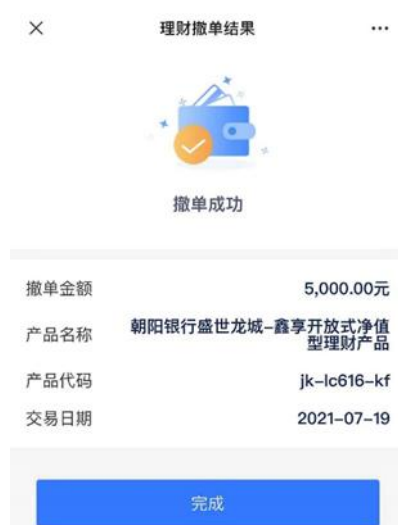 理财撤单结果
撤单成功
撤单金额 5,000.00元
产品名称 朝阳银行盛世龙城-鑫享开放式净值
型理财产品
产品代码 jk-lc616-kf
交易日期 2021-07-19
完成